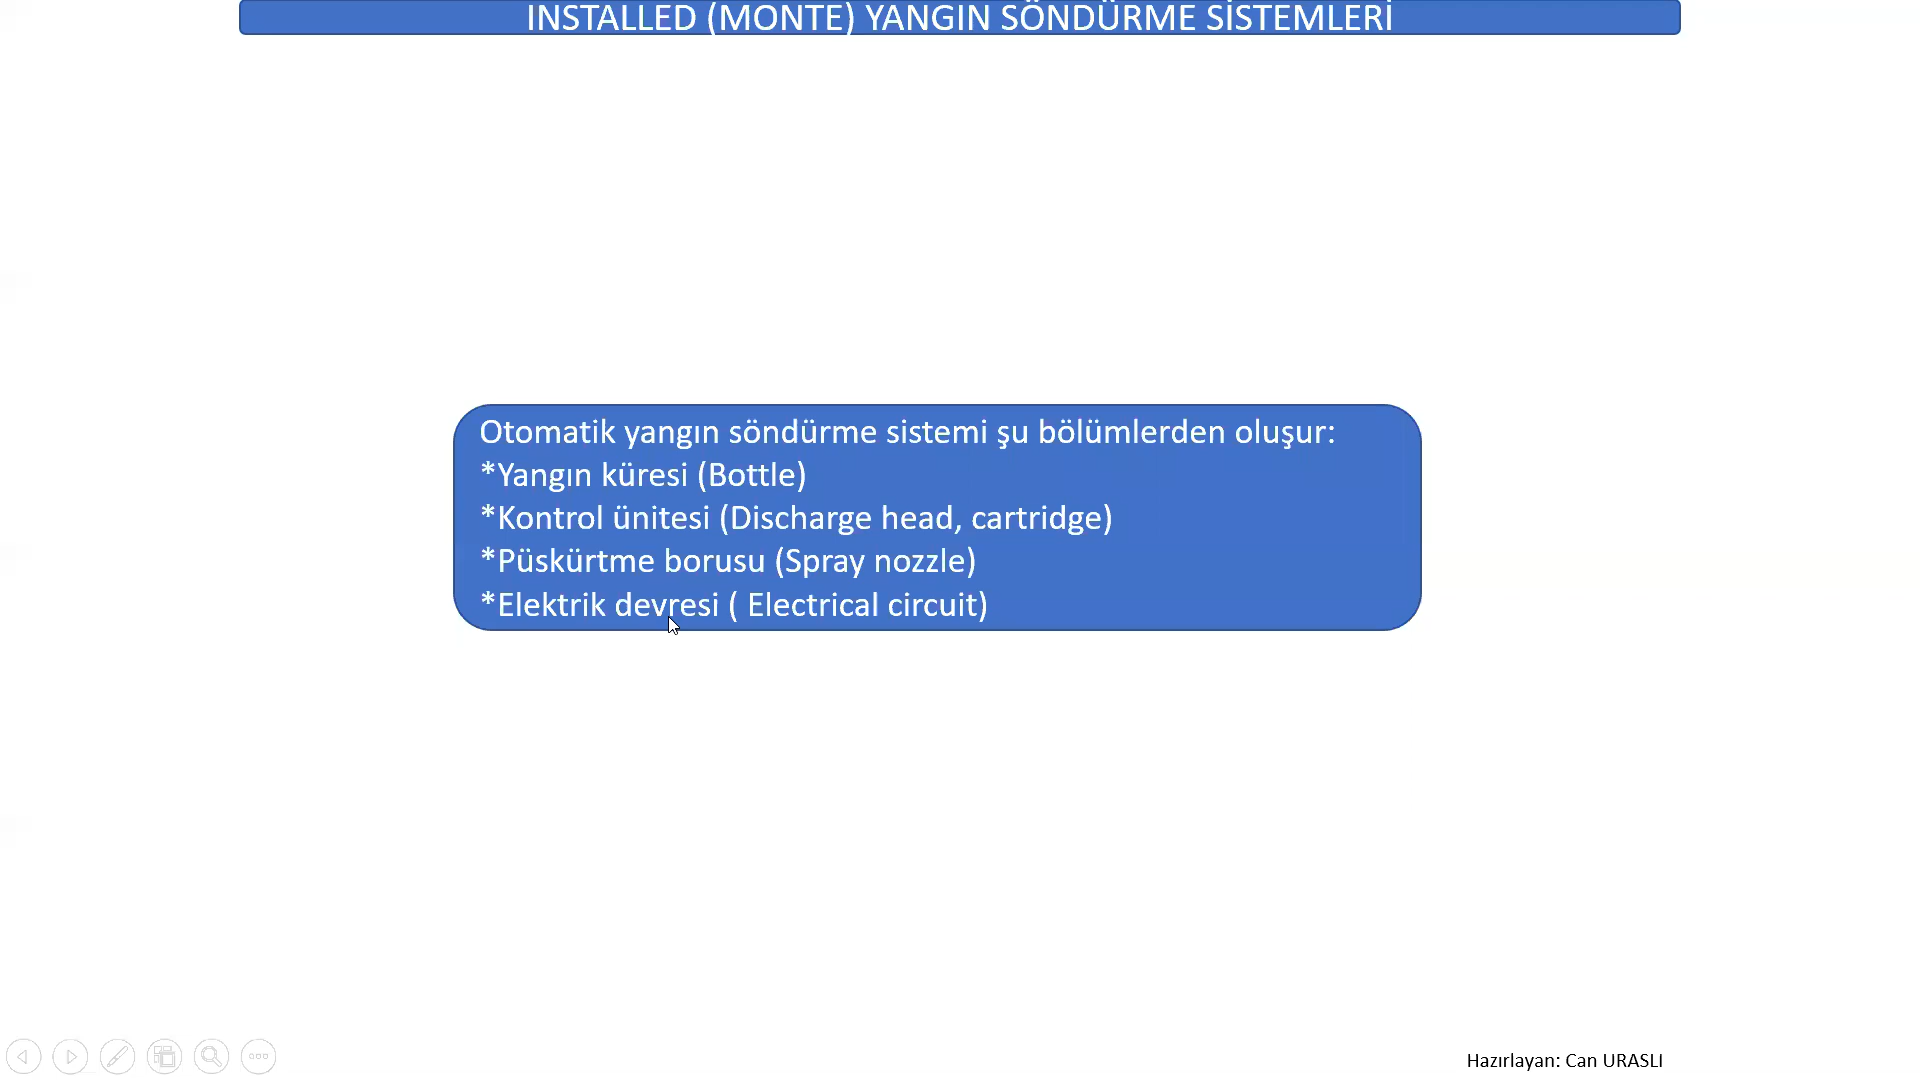 INSTALLED (MONTE) YANGIN SÖNDÜRME SİSTEMLERİ
Otomatik yangın söndürme sistemi şu bölümlerden oluşur:
*Yangın küresi (Bottle)
*Kontrol ünitesi (Discharge head, cartridge)
*Püskürtme borusu (Spray nozzle)
*Elektrik devresi ( Electrical circuit)
Hazırlayan: Can URASLI